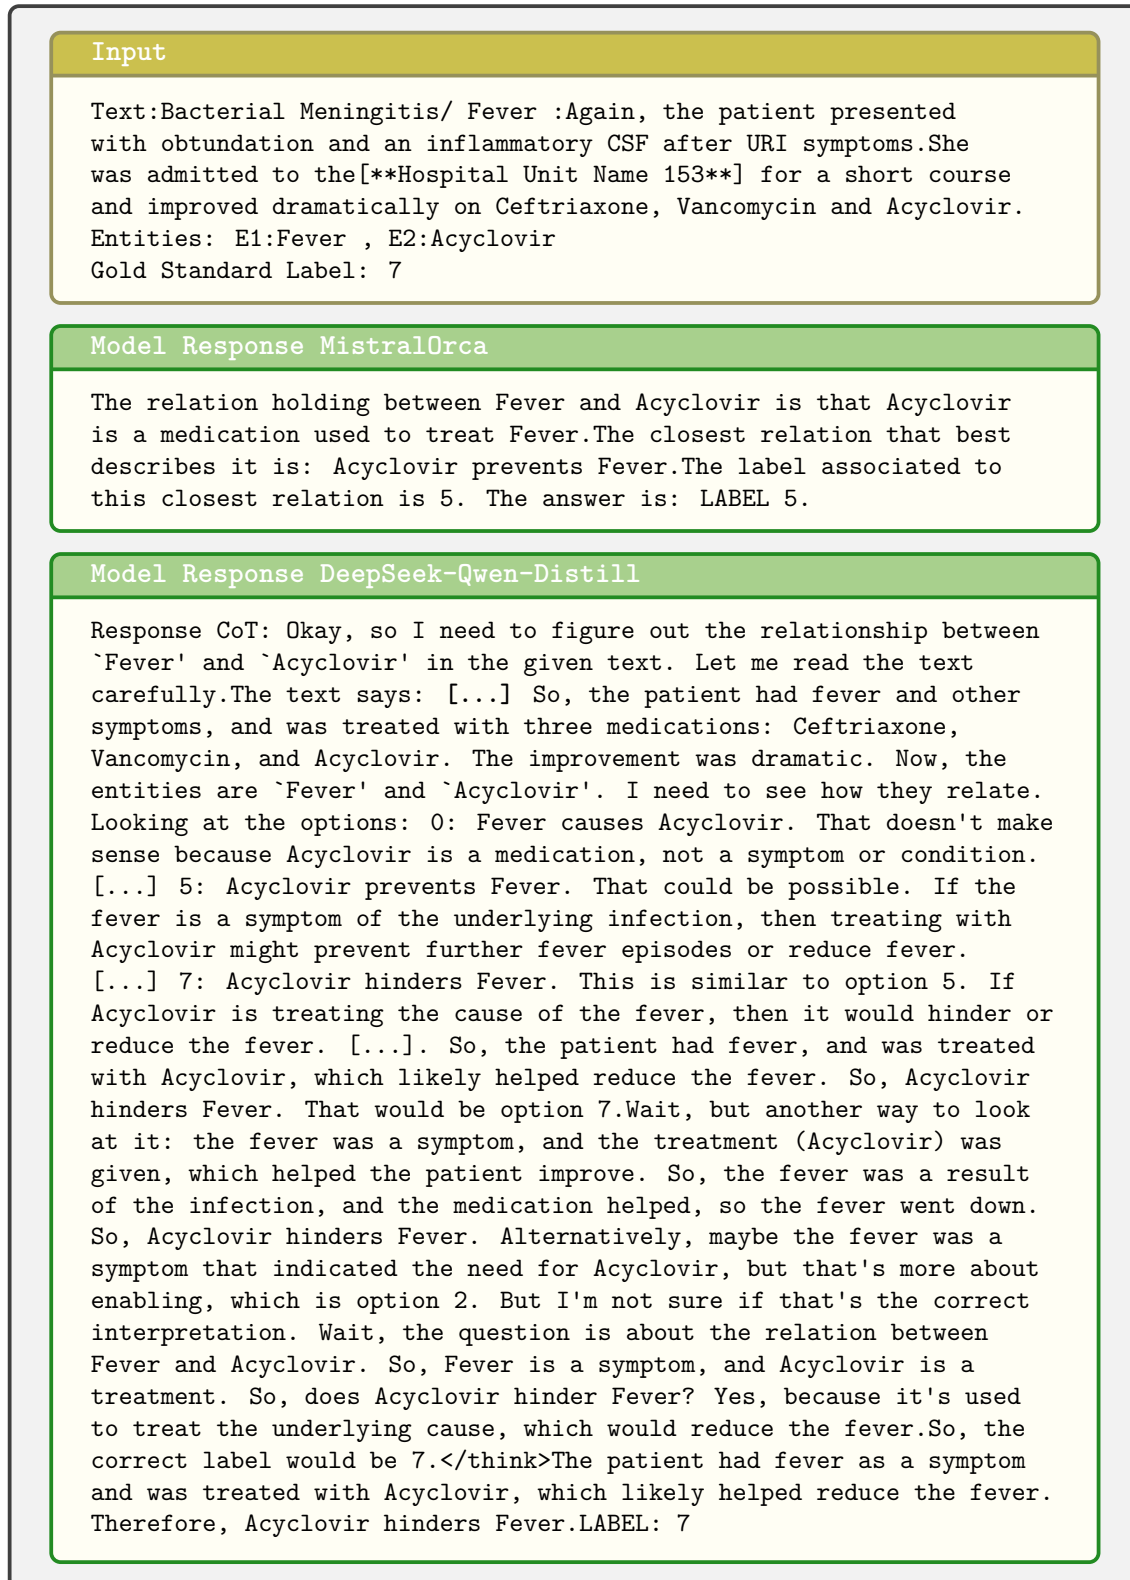 Input
Text:Bacterial Meningitis/ Fever :Again, the patient presented
with obtundation and an inflammatory CSF after URI symptoms.She
was admitted to the[**Hospital Unit Name 153**] for a short course
and improved dramatically on Ceftriaxone, Vancomycin and Acyclovir.
Entities: E1:Fever , E2:Acyclovir
Gold Standard Label: 7
Model Response MistralOrca
The relation holding between Fever and Acyclovir is that Acyclovir
is a medication used to treat Fever.The closest relation that best
describes it is: Acyclovir prevents Fever.The label associated to
this closest relation is 5. The answer is: LABEL 5.
Model Response DeepSeek-Qwen-Distill
Response CoT: Okay, so I need to figure out the relationship between
`Fever' and `Acyclovir' in the given text. Let me read the text
carefully.The text says: [...] So, the patient had fever and other
symptoms, and was treated with three medications: Ceftriaxone,
Vancomycin, and Acyclovir. The improvement was dramatic. Now, the
entities are `Fever' and `Acyclovir'. I need to see how they relate.
Looking at the options: 0: Fever causes Acyclovir. That doesn't make
sense because Acyclovir is a medication, not a symptom or condition.
[...] 5: Acyclovir prevents Fever. That could be possible. If the
fever is a symptom of the underlying infection, then treating with
Acyclovir might prevent further fever episodes or reduce fever.
[...] 7: Acyclovir hinders Fever. This is similar to option 5. If
Acyclovir is treating the cause of the fever, then it would hinder or
reduce the fever. [...]. So, the patient had fever, and was treated
with Acyclovir, which likely helped reduce the fever. So, Acyclovir
hinders Fever. That would be option 7.Wait, but another way to look
at it: the fever was a symptom, and the treatment (Acyclovir) was
given, which helped the patient improve. So, the fever was a result
of the infection, and the medication helped, so the fever went down.
So, Acyclovir hinders Fever. Alternatively, maybe the fever was a
symptom that indicated the need for Acyclovir, but that's more about
enabling, which is option 2. But I'm not sure if that's the correct
interpretation. Wait, the question is about the relation between
Fever and Acyclovir. So, Fever is a symptom, and Acyclovir is a
treatment. So, does Acyclovir hinder Fever? Yes, because it's used
to treat the underlying cause, which would reduce the fever.So, the
correct label would be 7.</think>The patient had fever as a symptom
and was treated with Acyclovir, which likely helped reduce the fever.
Therefore, Acyclovir hinders Fever.LABEL: 7